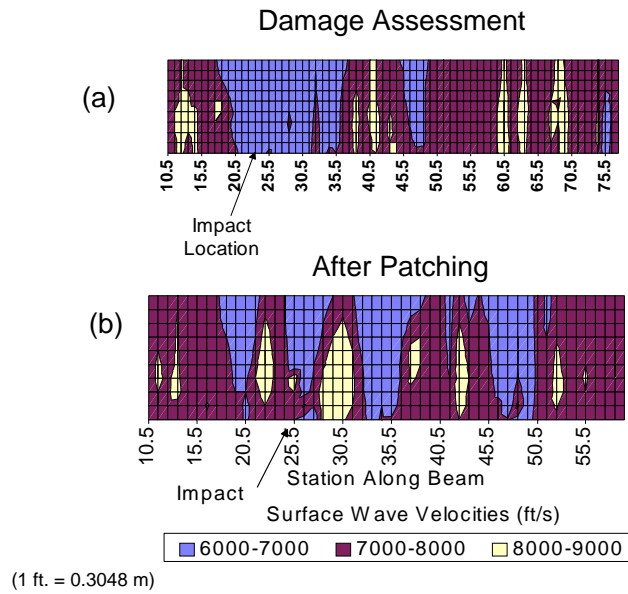 Damage Assessment
(a)
10.5 15.5 20.5 25.5 30.5 35.5 40.5 45.5 50.5 55.5 60.5 65.5 70.5 75.5
Impact
Location
After Patching
(b)
10.5 15.5 20.5 25.5 30.5 35.5 40.5 45.5 50.5 55.5
Impact
Station Along Beam
Surface Wave Velocities (ft/s)
6000-7000 7000-8000 8000-9000
(1 ft. = 0.3048 m)